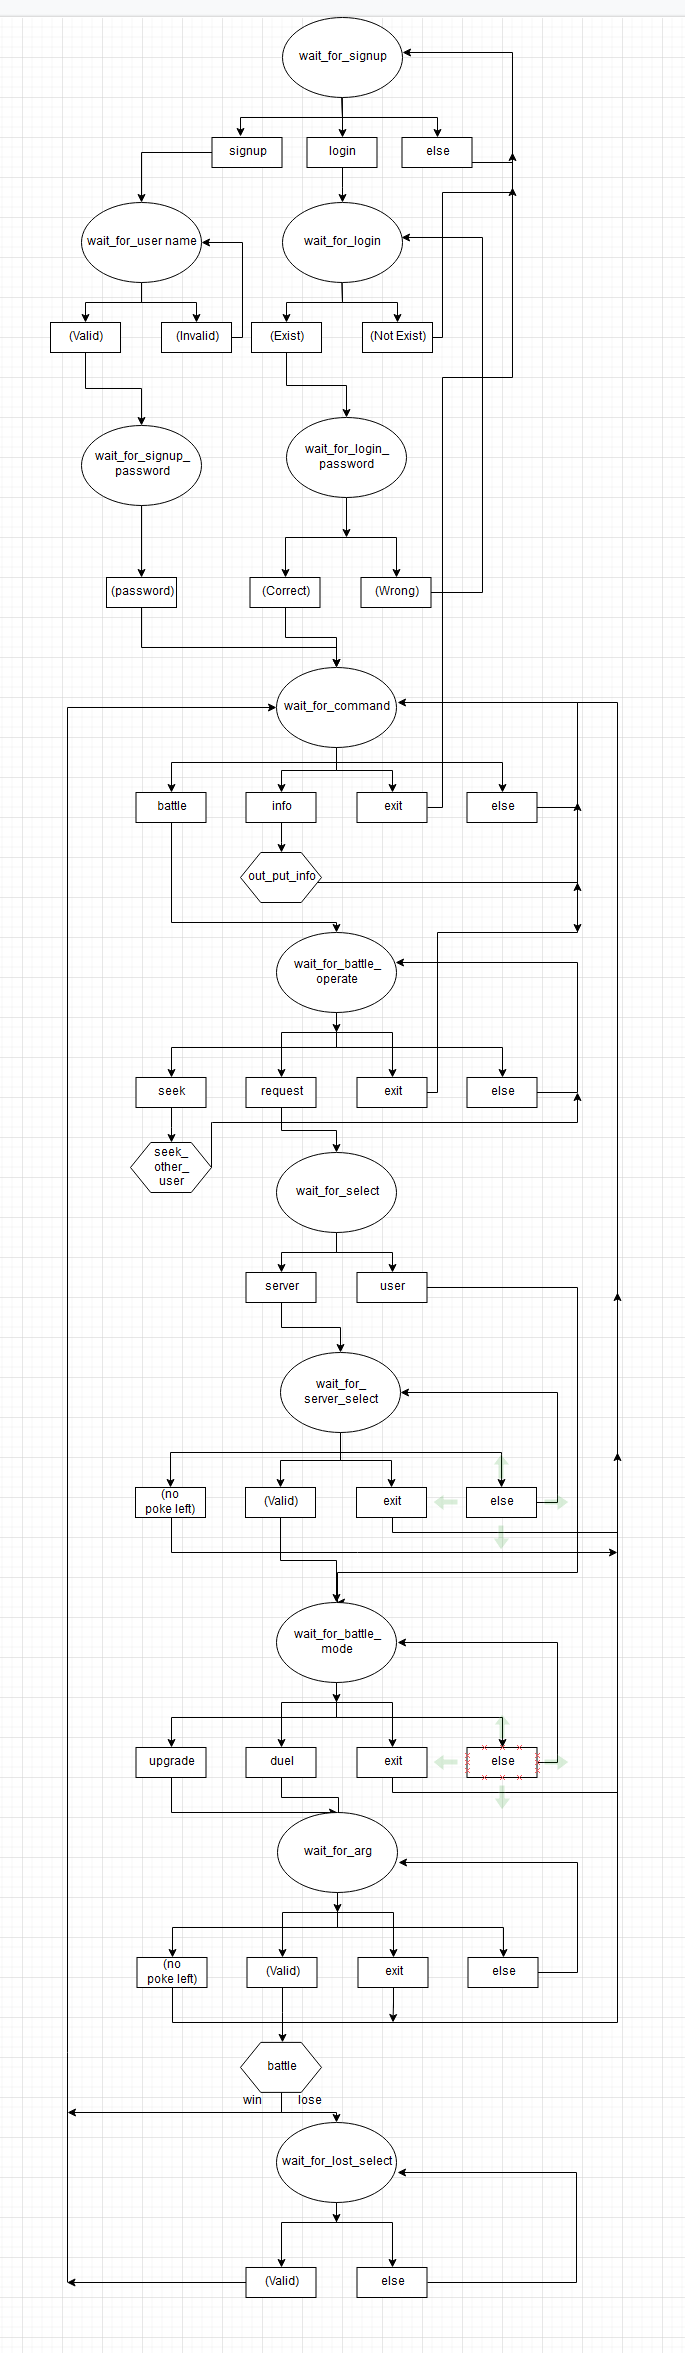 wait_for_signup
signup
login
else
wait_for_user name
wait_for_login
(Valid)
(Invalid)
(Exist)
(Not Exist)
wait_for_signup_
password
wait_for_login_
password
(password)
(Correct)
(Wrong)
wait_for_command
battle
info
exit
else
out_put_info
wait_for_battle_
operate
seek
request
exit
else
seek_
other_
user
wait_for_select
server
user
wait_for_
server_select
(no
poke left)
(Valid)
exit
else
wait_for_battle_
mode
upgrade
duel
exit
else
wait_for_arg
(no
poke left)
(Valid)
exit
else
battle
win
lose
wait_for_lost_select
(Valid)
else